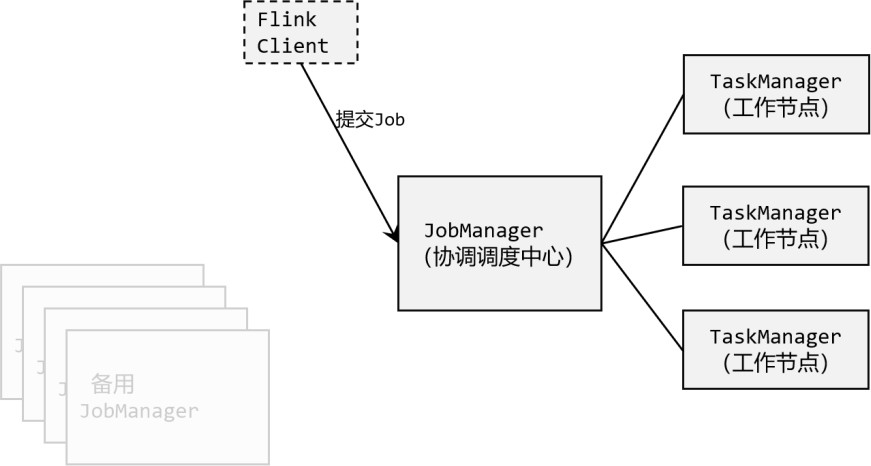 Flink
Client
提交Job
TaskManager
(工作节点)
JobManager
(协调调度中心)
TaskManager
(工作节点)
TaskManager
(工作节点)
J
J
J
备用
JobManager